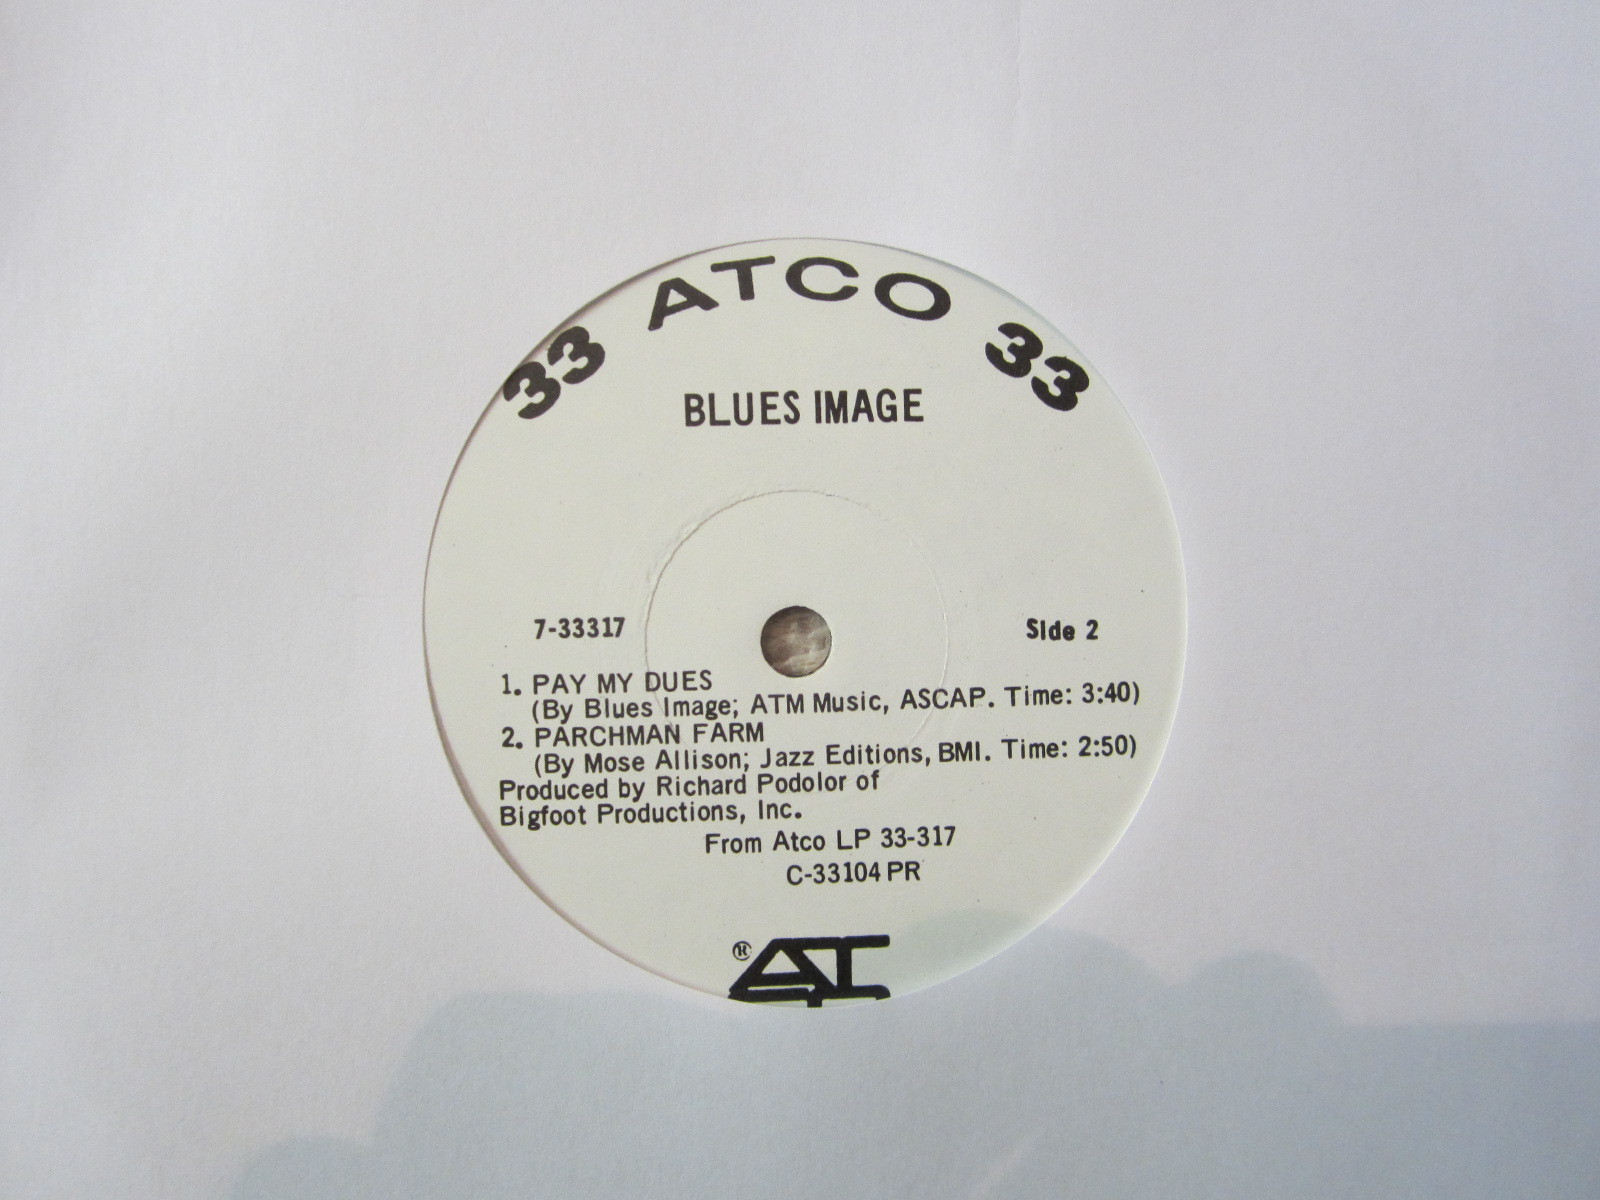 33 ATCO 33
BLUES IMAGE
7-33317 Side 2
1. PAY MY DUES
(By Blues Image; ATM Music, ASCAP. Time: 3:40)
2. PARCHMAN FARM
(By Mose Allison; Jazz Editions, BMI. Time: 2:50)
Produced by Richard Podolor of
Bigfoot Productions, Inc.
From Atco LP 33-317
C-33104 PR
® AT